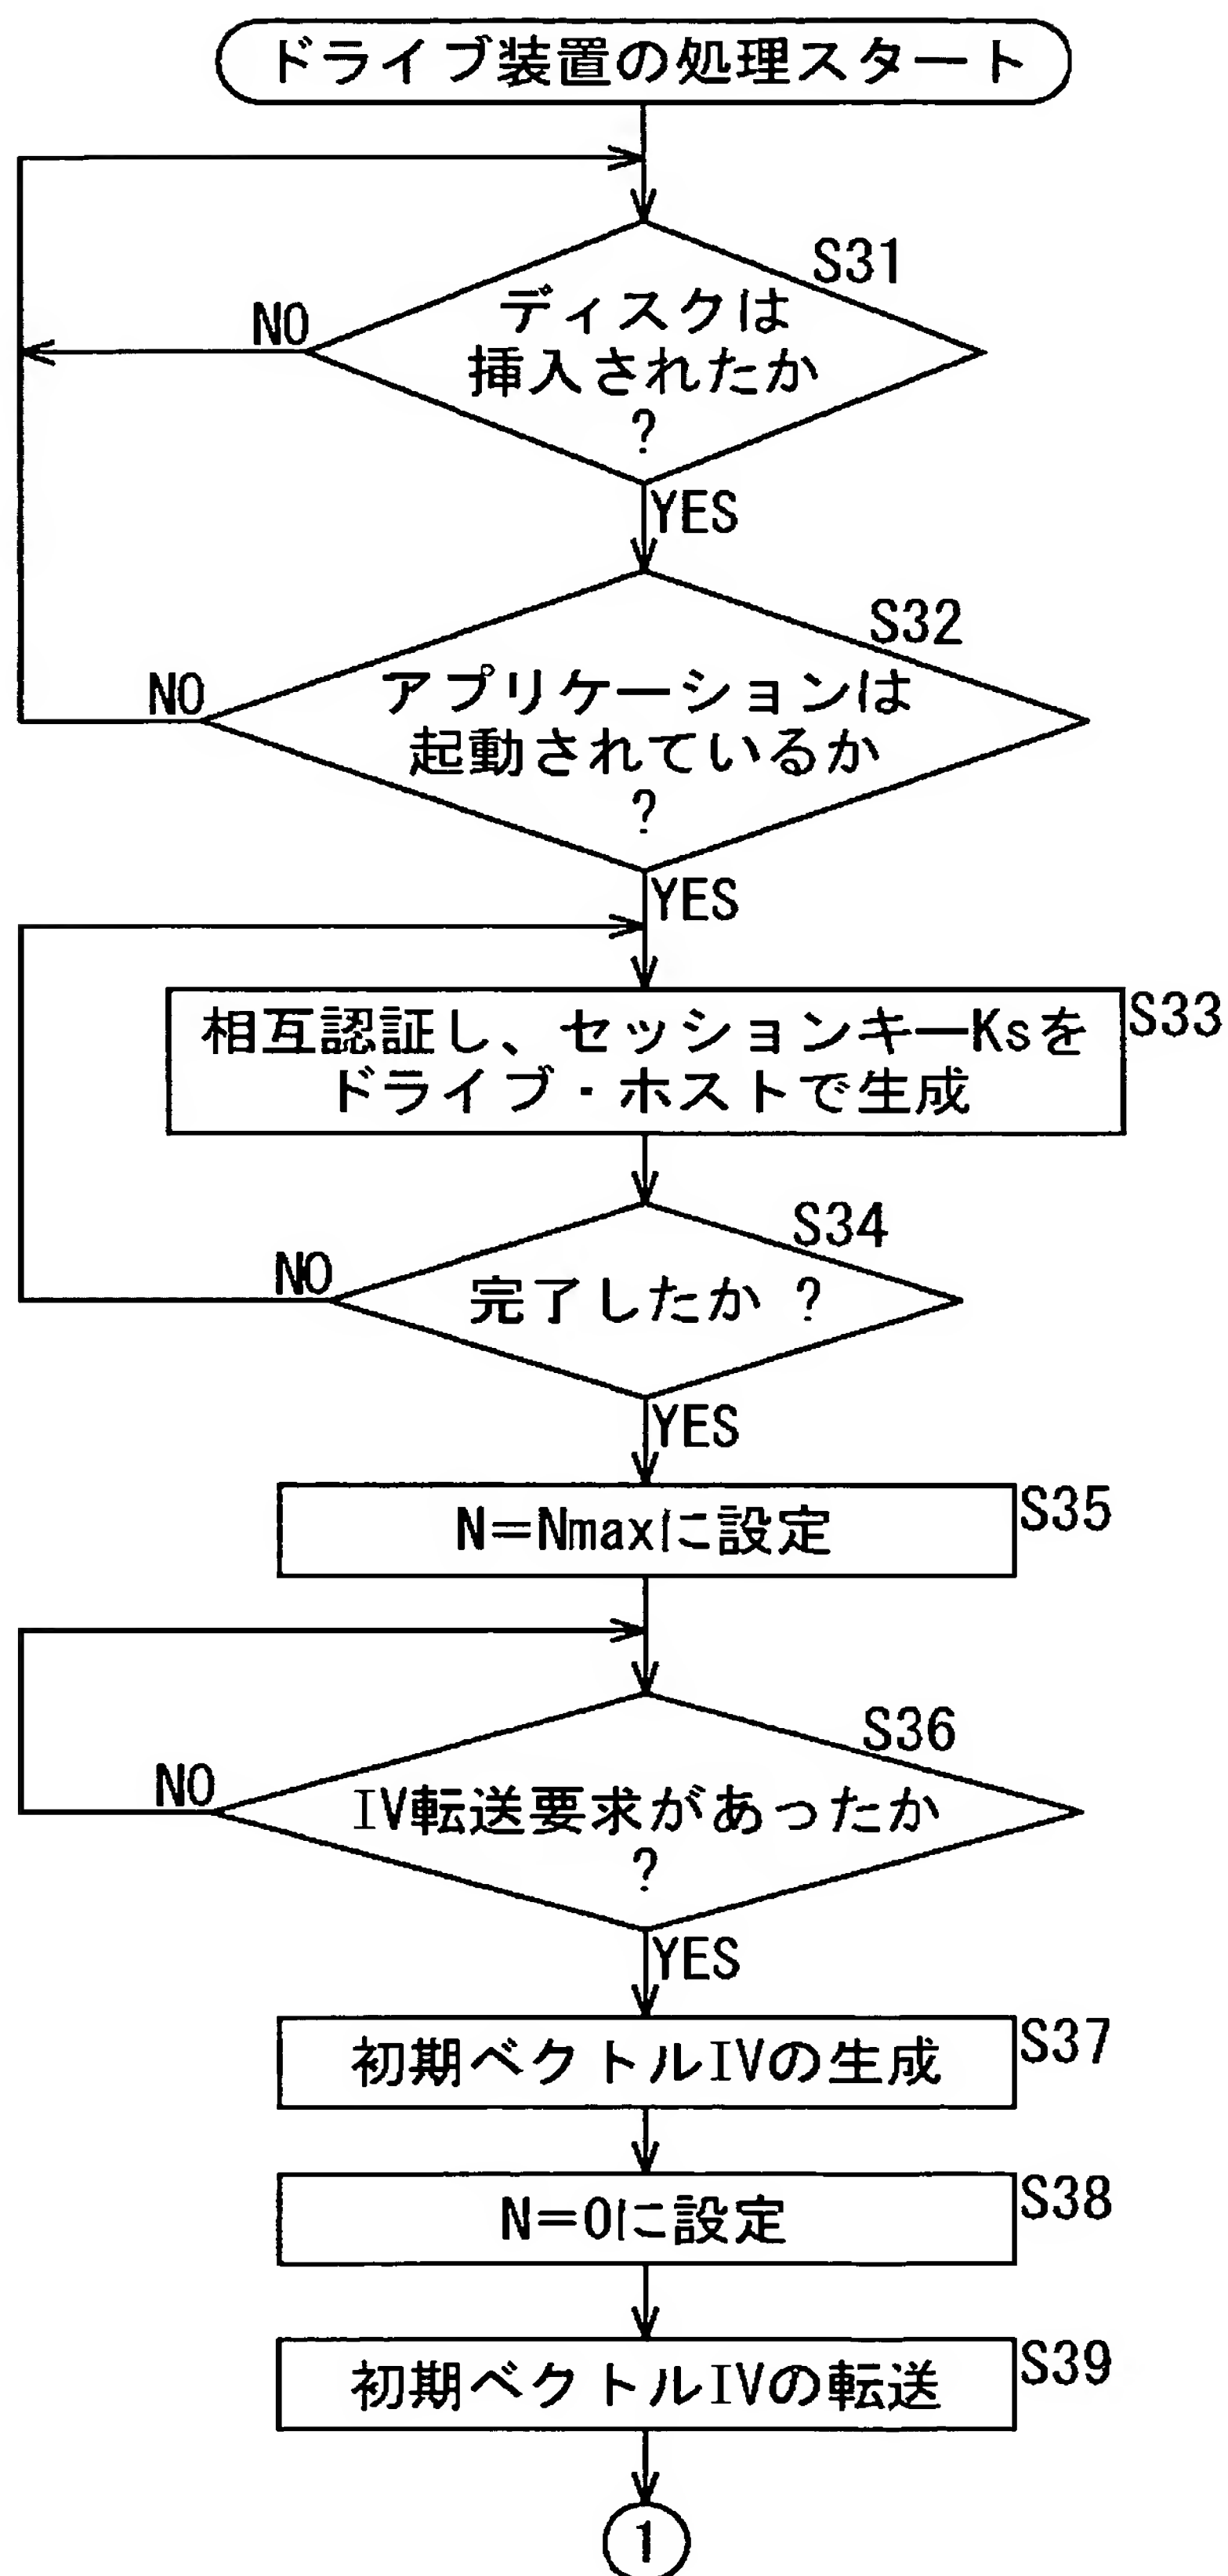 ドライブ装置の処理スタート
S31
ディスクは
挿入されたか
?
NO
YES
S32
アプリケーションは
起動されているか
?
NO
YES
S33
相互認証し、セッションキーKsを
ドライブ・ホストで生成
S34
完了したか ?
NO
YES
S35
N=Nmaxに設定
S36
IV転送要求があったか
?
NO
YES
S37
初期ベクトルIVの生成
S38
N=0に設定
S39
初期ベクトルIVの転送
1